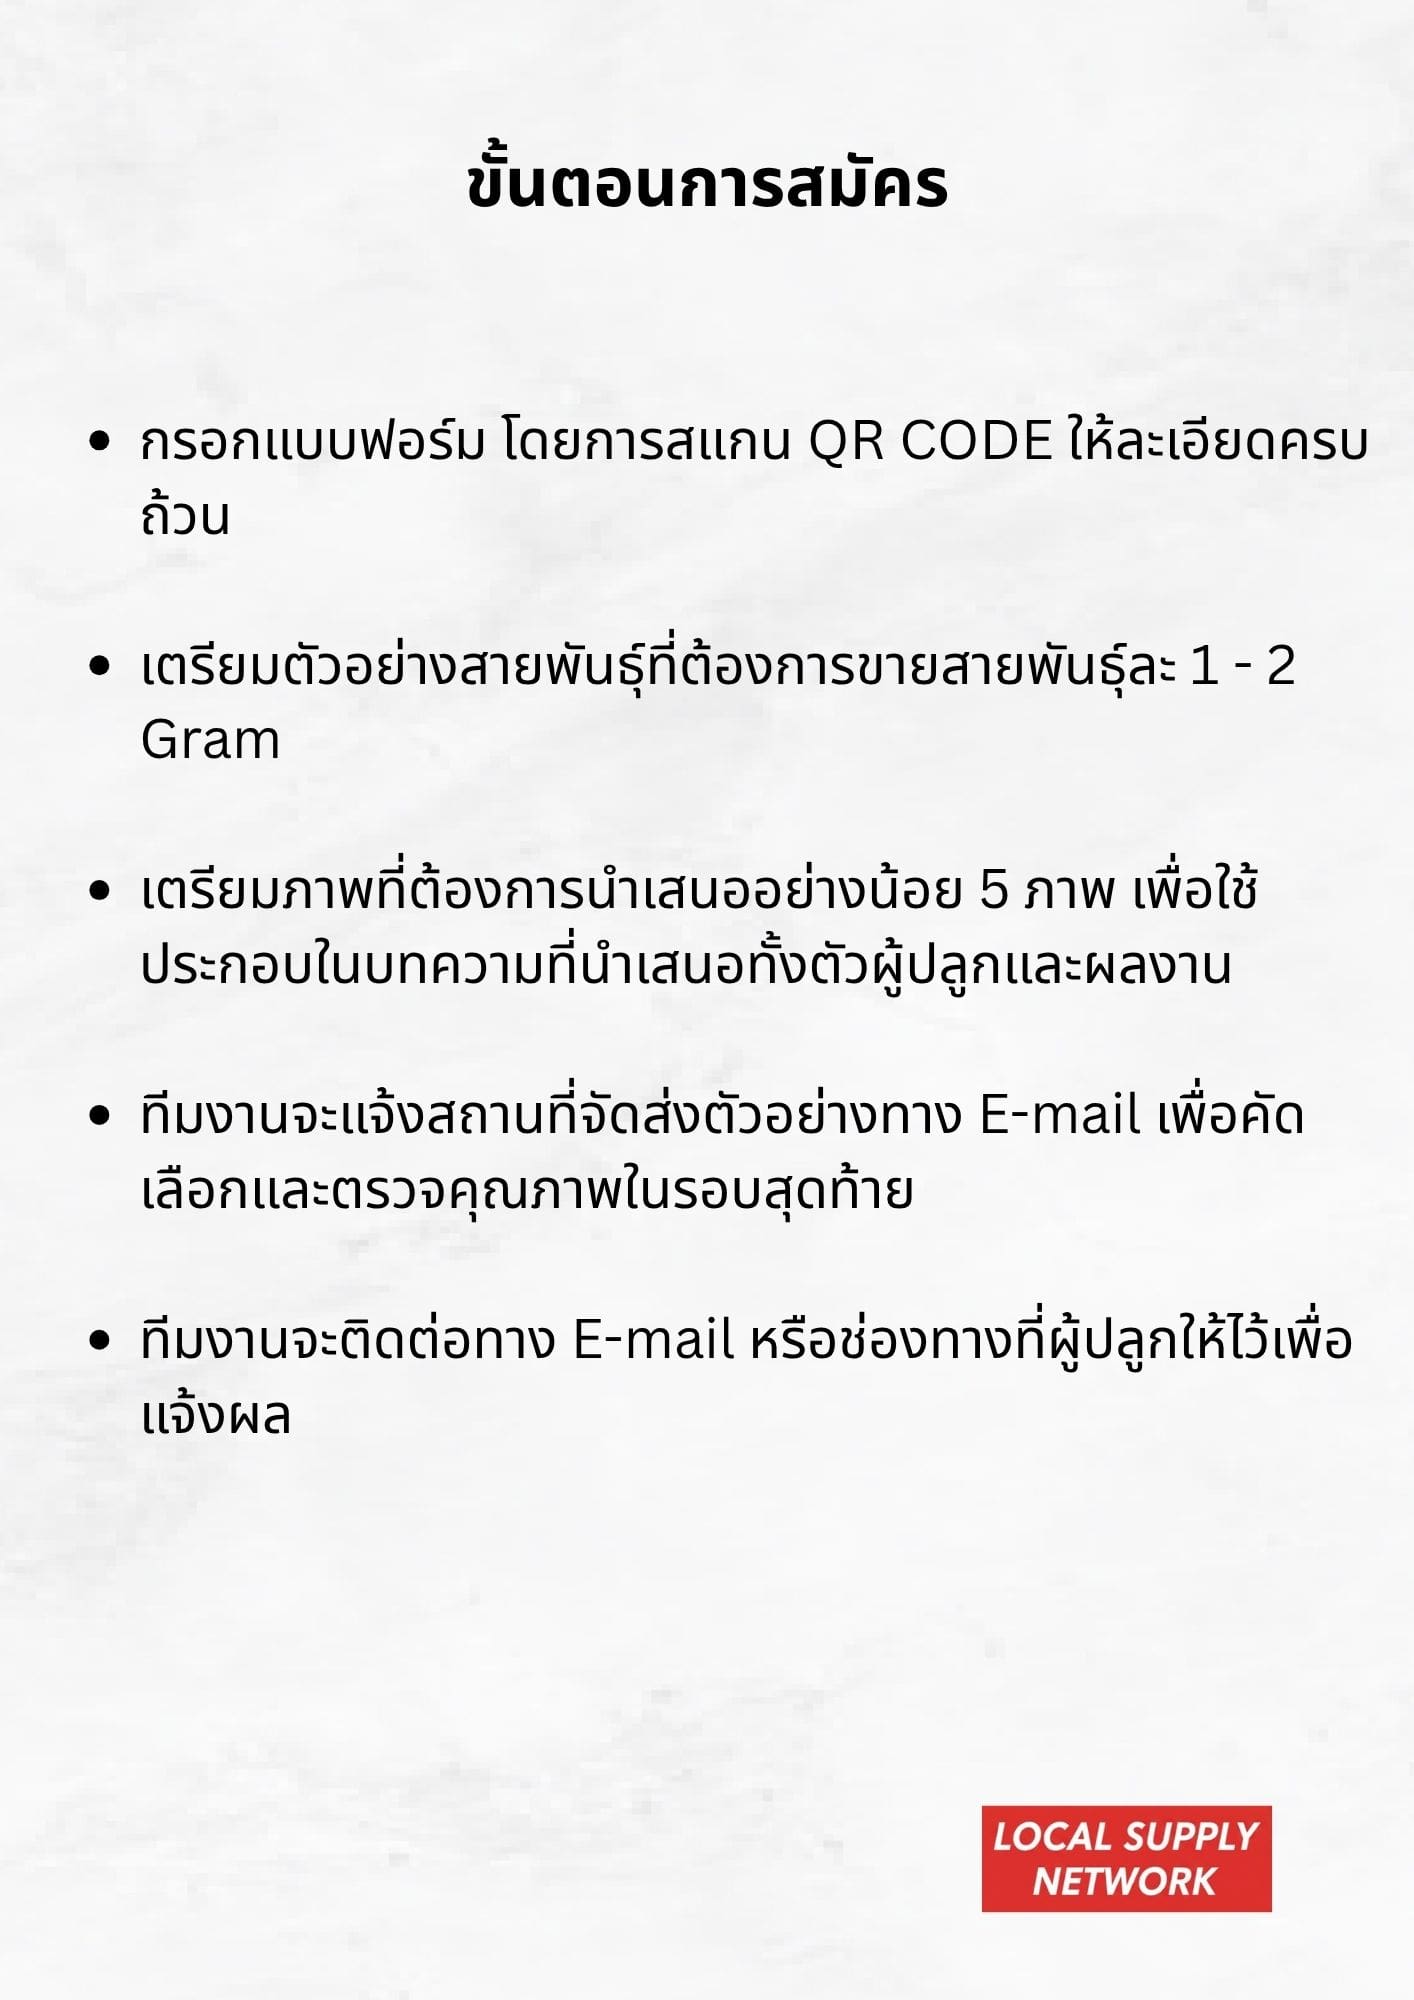 ขั้นตอนการสมัคร
• กรอกแบบฟอร์ม โดยการสแกน QR CODE ให้ละเอียดครบ
ถ้วน
• เตรียมตัวอย่างสายพันธุ์ที่ต้องการขายสายพันธุ์ละ 1 - 2
Gram
• เตรียมภาพที่ต้องการนำเสนออย่างน้อย 5 ภาพ เพื่อใช้
ประกอบในบทความที่นำเสนอทั้งตัวผู้ปลูกและผลงาน
• ทีมงานจะแจ้งสถานที่จัดส่งตัวอย่างทาง E-mail เพื่อคัด
เลือกและตรวจคุณภาพในรอบสุดท้าย
• ทีมงานจะติดต่อทาง E-mail หรือช่องทางที่ผู้ปลูกให้ไว้เพื่อ
แจ้งผล
LOCAL SUPPLY
NETWORK